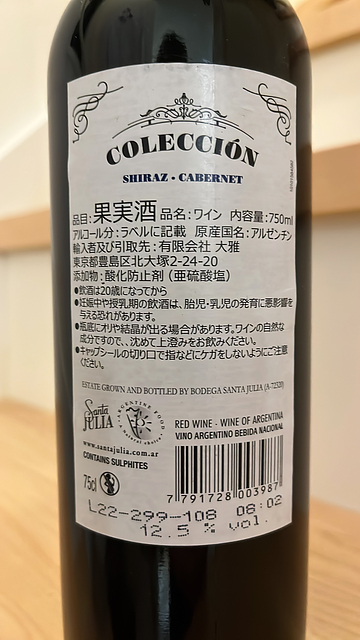 COLECCIÓN
SHIRAZ - CABERNET
品目:果実酒 品名:ワイン 内容量:750ml
アルコール分:ラベルに記載 原産国名:アルゼンチン
輸入者及び引取先:有限会社 大雅
東京都豊島区北大塚2-24-20
添加物:酸化防止剤(亜硫酸塩)
●飲酒は20歳になってから
●妊娠中や授乳期の飲酒は、胎児・乳児の発育に悪影響を
与える恐れがあります。
●瓶底にオリや結晶が出る場合があります。ワインの自然な
成分ですので、、沈めて上澄みをお飲みください。
●キャップシールの切り口で指などにケガをしないようにご注意
ください。
ESTATE GROWN AND BOTTLED BY BODEGA SANTA JULIA (A-72520)
Santa
JULIA
ARGENTINE FOOD
www.santajulia.com.ar
CONTAINS SULPHITES
75cl
RED WINE - WINE OF ARGENTINA
VINO ARGENTINO BEBIDA NACIONAL
7 791728 003987
L22-299-108 08:02
12.5 % vol.